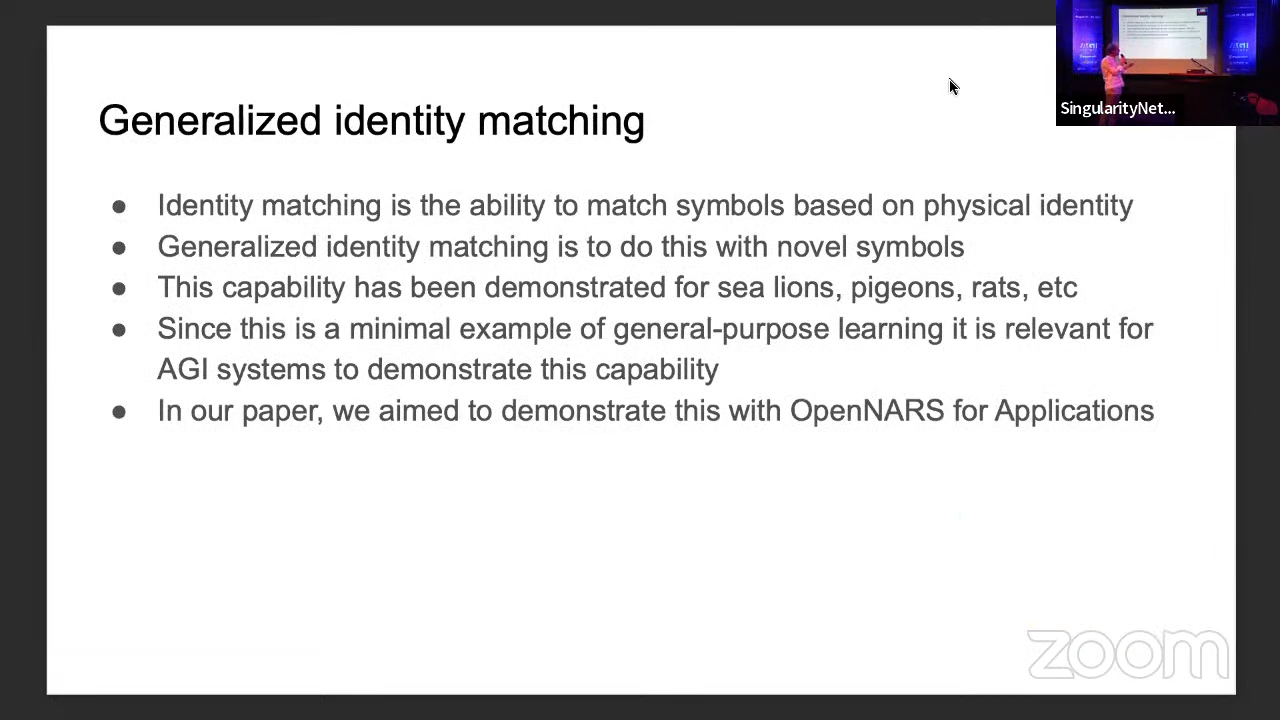 Generalized identity matching
● Identity matching is the ability to match symbols based on physical identity
● Generalized identity matching is to do this with novel symbols
● This capability has been demonstrated for sea lions, pigeons, rats, etc
● Since this is a minimal example of general-purpose learning it is relevant for
AGI systems to demonstrate this capability
● In our paper, we aimed to demonstrate this with OpenNARS for Applications
SingularityNet...
zoom